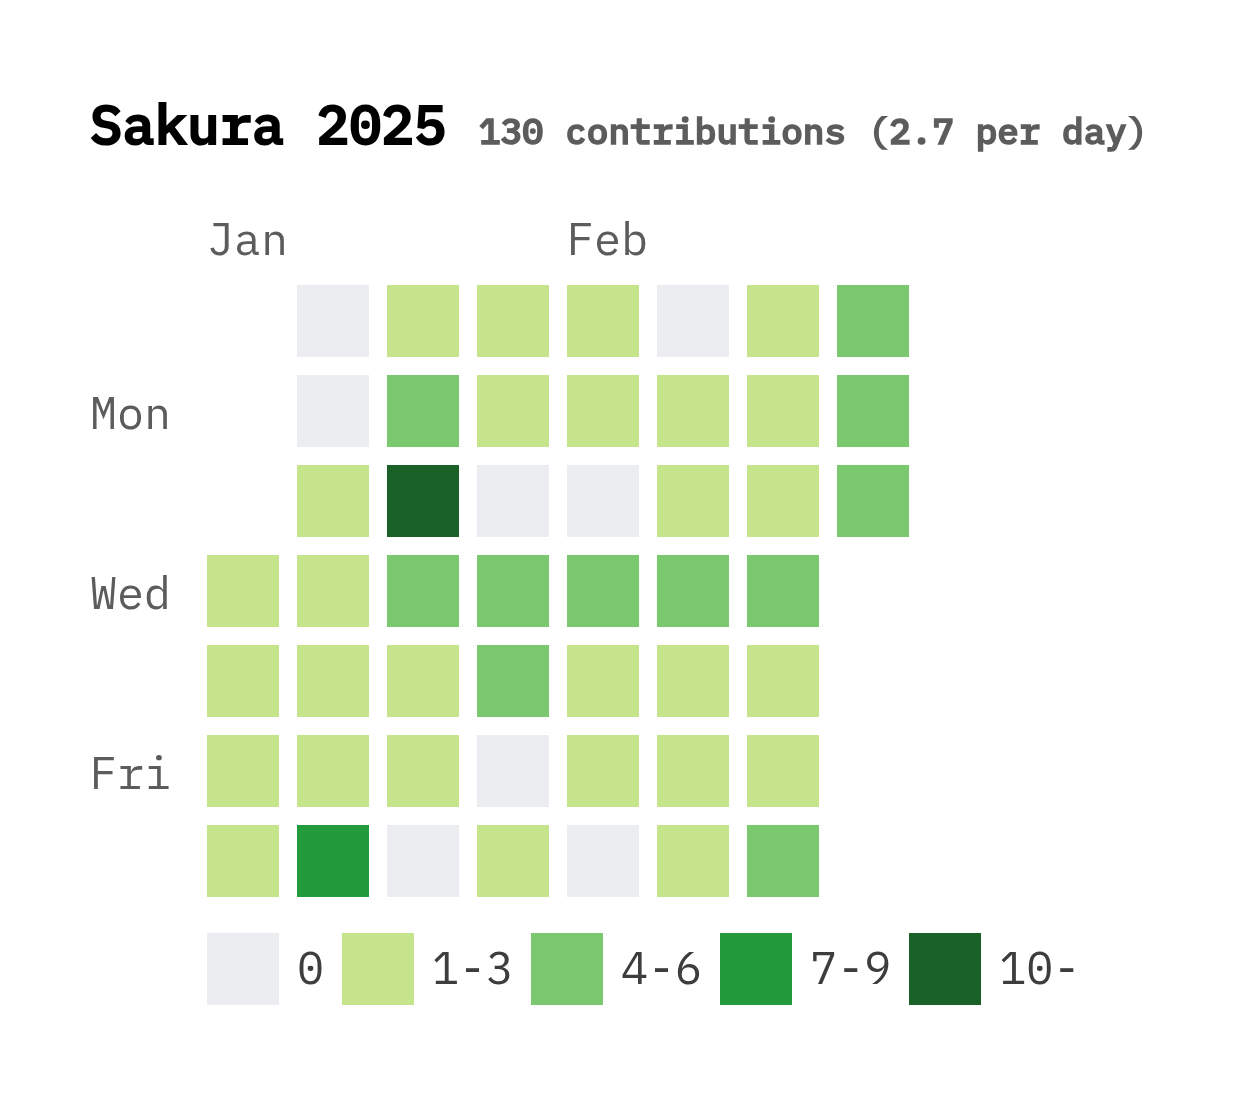 Sakura 2025 130 contributions (2.7 per day)
Jan Feb
Mon
Wed
Fri
0 1-3 4-6 7-9 10-